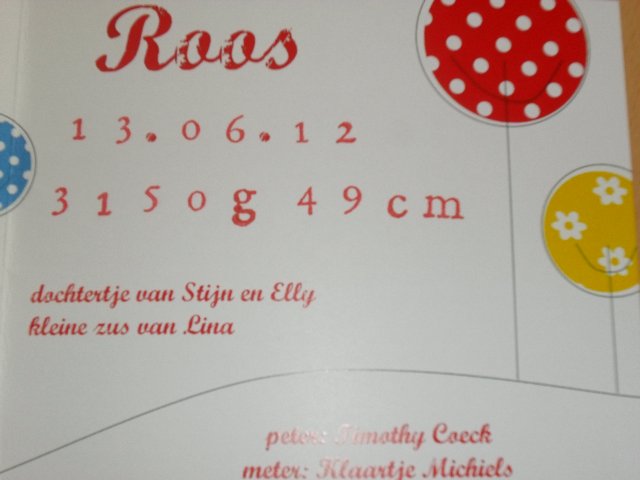 Roos
13.06.12
3150g 49cm
dochtertje van Stijn en Elly
kleine zus van Lina
peter: Timothy Coeck
meter: Klaartje Michiels